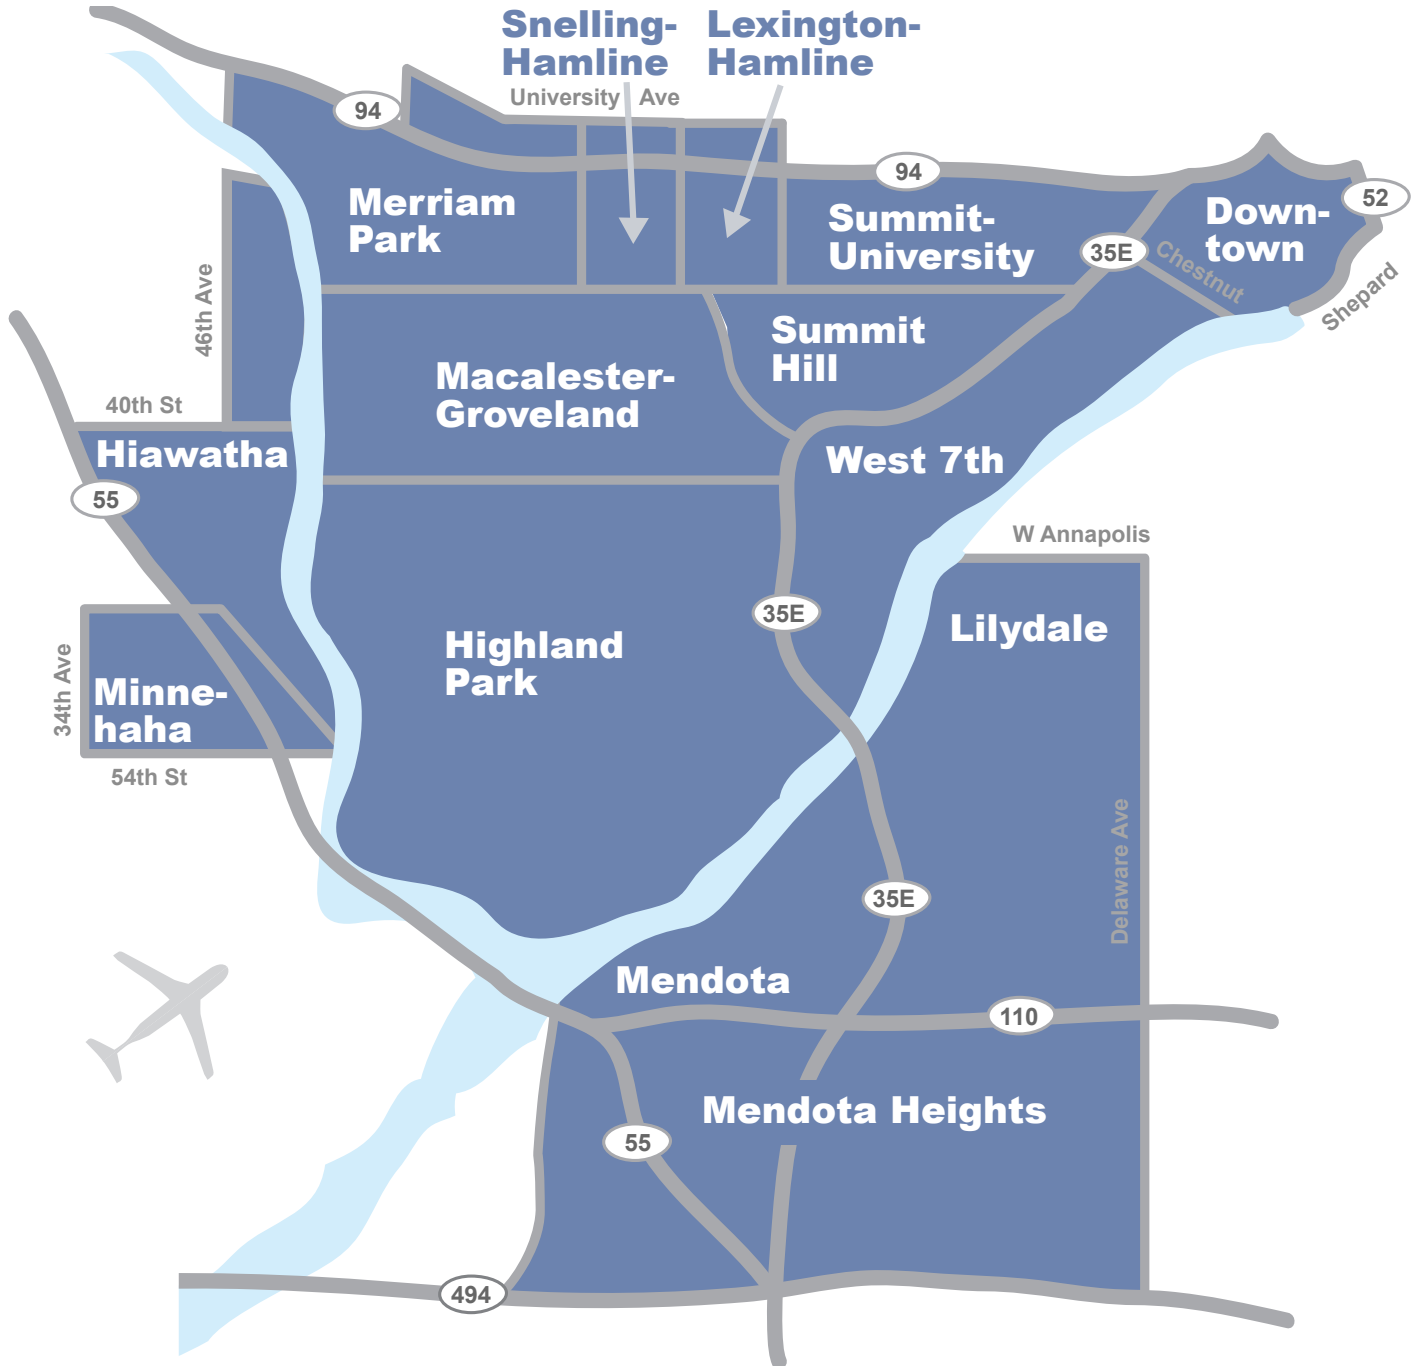 Snelling-
Hamline
Lexington-
Hamline
University Ave
94
94
52
Merriam
Park
Summit-
University
Down-
town
35E
Chestnut
Shepard
46th Ave
Summit
Hill
Macalester-
Groveland
40th St
Hiawatha
West 7th
55
W Annapolis
35E
Lilydale
Highland
Park
34th Ave
Minne-
haha
54th St
Delaware Ave
35E
Mendota
110
Mendota Heights
55
494